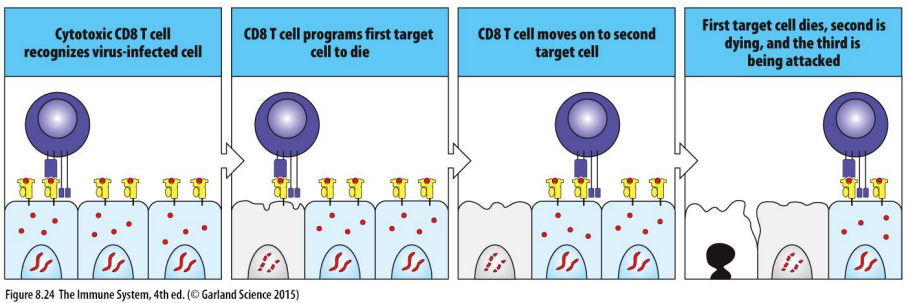 Cytotoxic CD8 T cell
recognizes virus-infected cell
CD8 T cell programs first target
cell to die
CD8 T cell moves on to second
target cell
First target cell dies, second is
dying, and the third is
being attacked
Figure 8.24 The Immune System, 4th ed. (© Garland Science 2015)